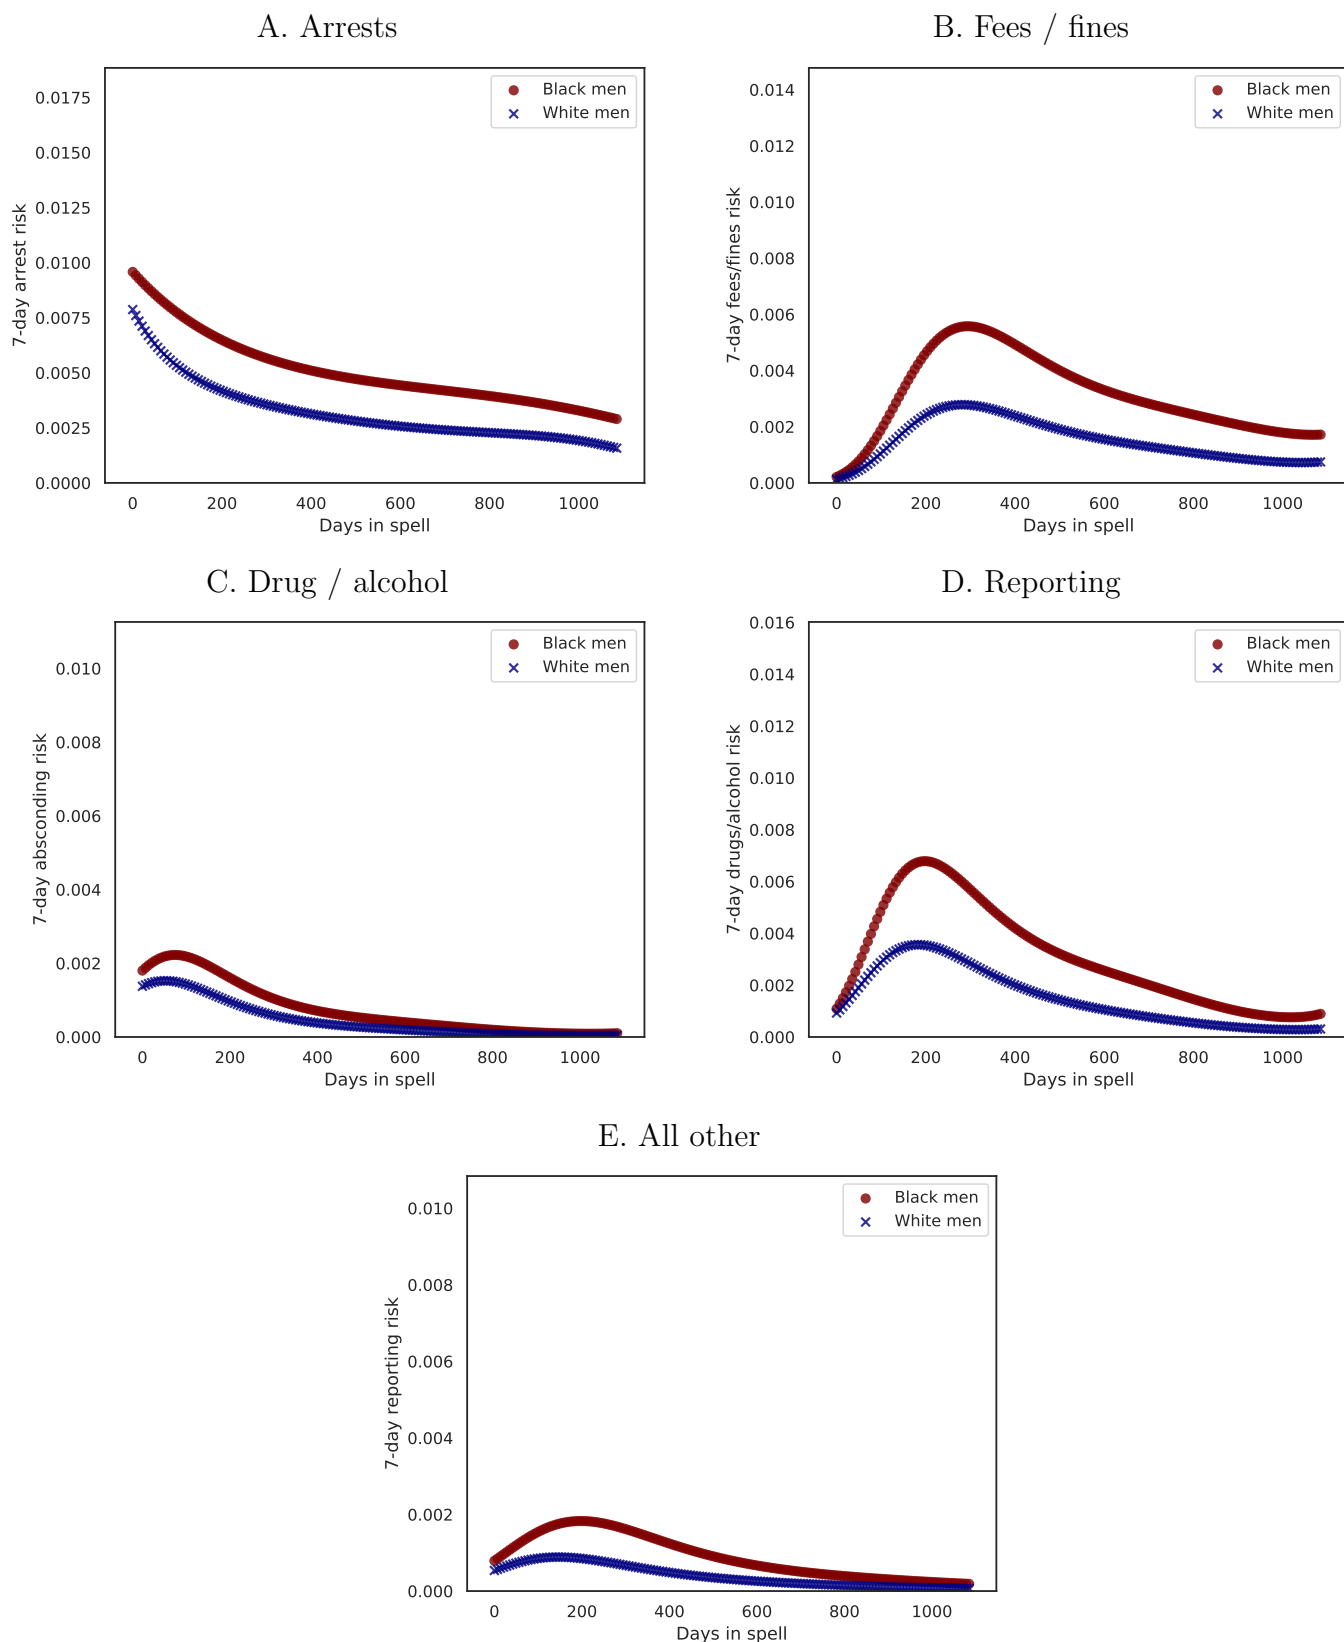 A. Arrests
7-day arrest risk
0.0175
0.0150
0.0125
0.0100
0.0075
0.0050
0.0025
0.0000
0 200 400 600 800 1000
Days in spell
Black men
White men
B. Fees / fines
7-day fees/fines risk
0.014
0.012
0.010
0.008
0.006
0.004
0.002
0.000
0 200 400 600 800 1000
Days in spell
Black men
White men
C. Drug / alcohol
7-day absconding risk
0.010
0.008
0.006
0.004
0.002
0.000
0 200 400 600 800 1000
Days in spell
Black men
White men
D. Reporting
7-day drugs/alcohol risk
0.016
0.014
0.012
0.010
0.008
0.006
0.004
0.002
0.000
0 200 400 600 800 1000
Days in spell
Black men
White men
E. All other
7-day reporting risk
0.010
0.008
0.006
0.004
0.002
0.000
0 200 400 600 800 1000
Days in spell
Black men
White men